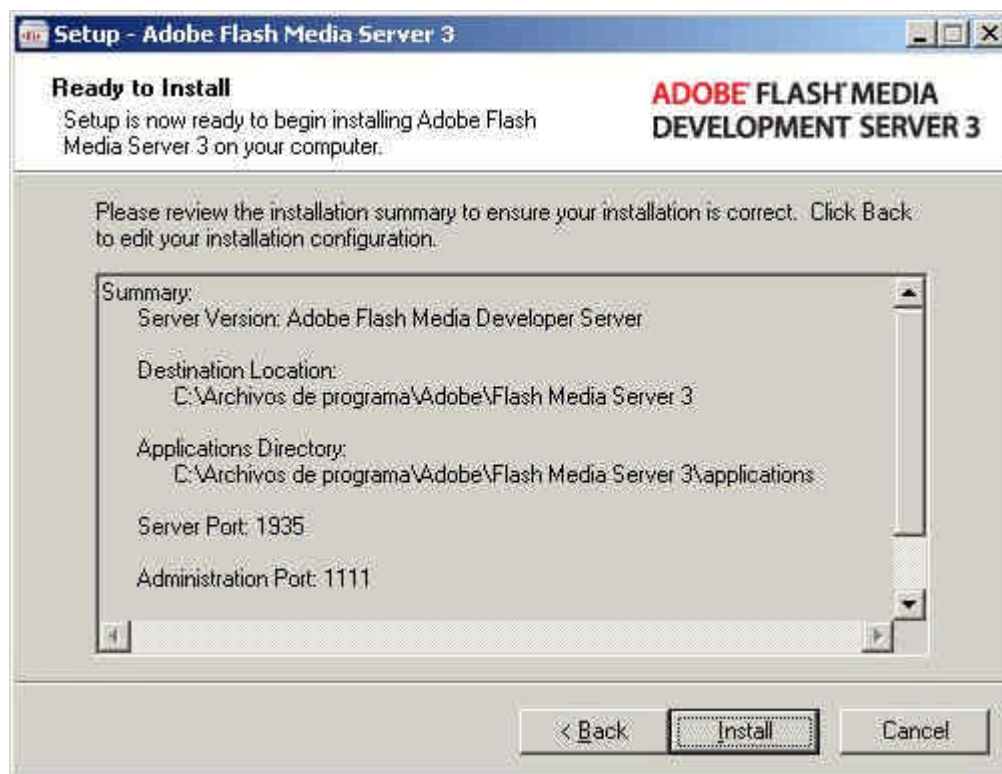 Setup - Adobe Flash Media Server 3
Ready to Install
Setup is now ready to begin installing Adobe Flash
Media Server 3 on your computer.
ADOBE® FLASH® MEDIA
DEVELOPMENT SERVER 3
Please review the installation summary to ensure your installation is correct. Click Back
to edit your installation configuration.
Summary:
Server Version: Adobe Flash Media Developer Server
Destination Location:
C:\Archivos de programa\Adobe\Flash Media Server 3
Applications Directory:
C:\Archivos de programa\Adobe\Flash Media Server 3\applications
Server Port: 1935
Administration Port: 1111
< Back
Install
Cancel